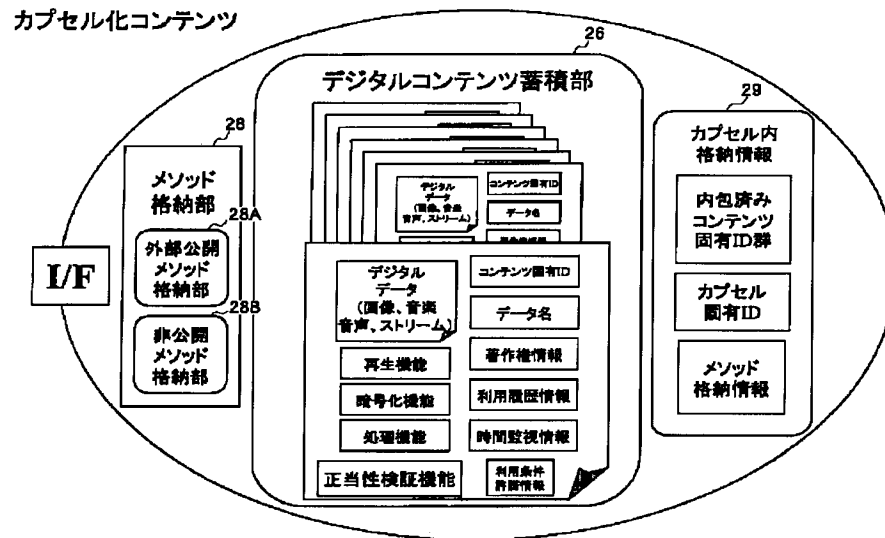 カプセル化コンテンツ
26
デジタルコンテンツ蓄積部
28
メソッド
格納部
28A
外部公開
メソッド
格納部
28B
非公開
メソッド
格納部
I/F
デジタル
データ
(画像、音楽
音声、ストリーム)
コンテンツ固有ID
データ名
デジタル
データ
(画像、音楽
音声、ストリーム)
再生機能
暗号化機能
処理機能
正当性検証機能
コンテンツ固有ID
データ名
著作権情報
利用履歴情報
時間監視情報
利用条件
許諾情報
29
カプセル内
格納情報
内包済み
コンテンツ
固有ID群
カプセル
固有ID
メソッド
格納情報